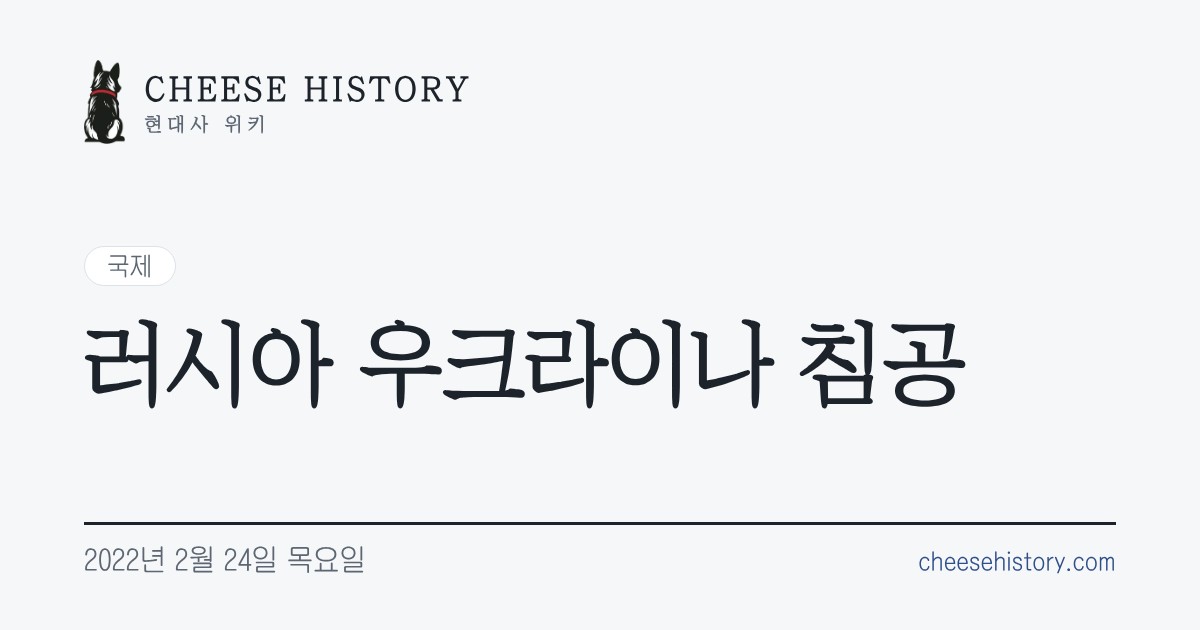 CHEESE HISTORY
현대사 위키
국제
러시아 우크라이나 침공
2022년 2월 24일 목요일
cheesehistory.com